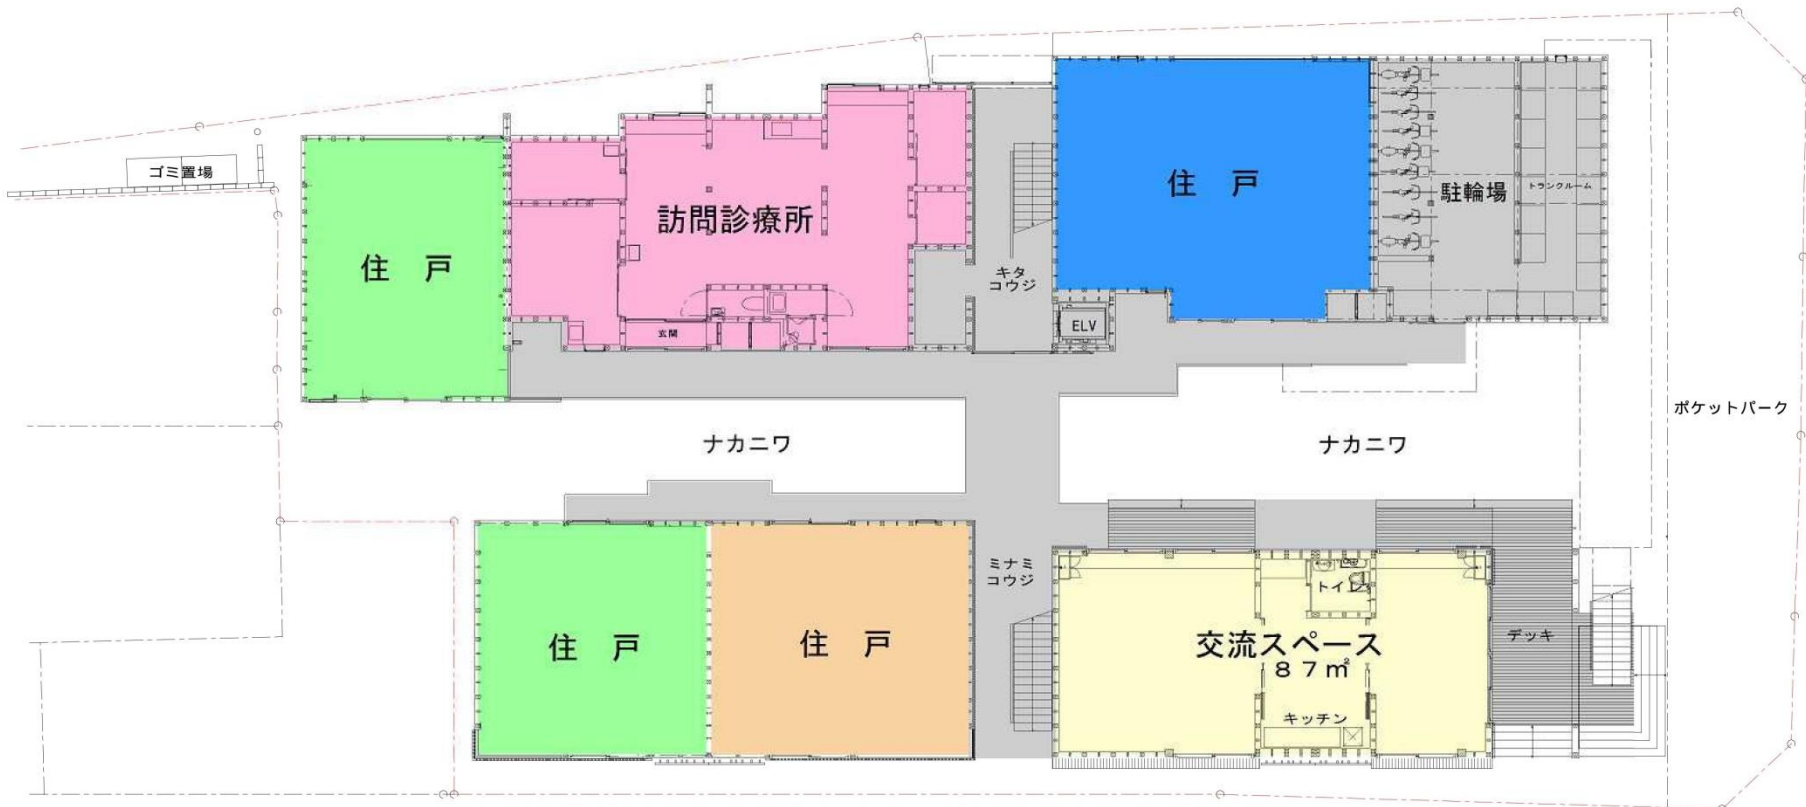 ゴミ置場
住 戸
訪問診療所
玄関
キタ
コウジ
ELV
住 戸
駐輪場
トランクルーム
ポケットパーク
ナカニワ
ナカニワ
住 戸
住 戸
ミナミ
コウジ
トイレ
交流スペース
87㎡
キッチン
デッキ